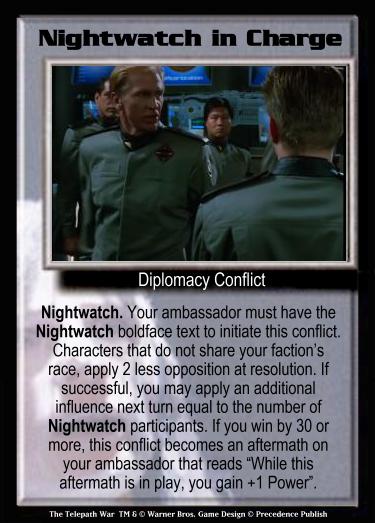 Nightwatch in Charge
Diplomacy Conflict
Nightwatch. Your ambassador must have the
Nightwatch boldface text to initiate this conflict.
Characters that do not share your faction's
race, apply 2 less opposition at resolution. If
successful, you may apply an additional
influence next turn equal to the number of
Nightwatch participants. If you win by 30 or
more, this conflict becomes an aftermath on
your ambassador that reads “While this
aftermath is in play, you gain +1 Power”.
The Telepath War TM & © Warner Bros. Game Design © Precedence Publish